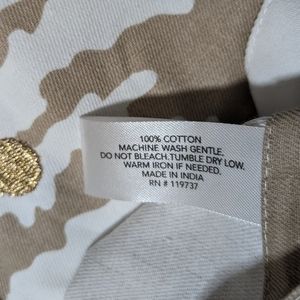 100% COTTON
MACHINE WASH GENTLE.
DO NOT BLEACH.TUMBLE DRY LOW.
WARM IRON IF NEEDED.
MADE IN INDIA
RN # 119737